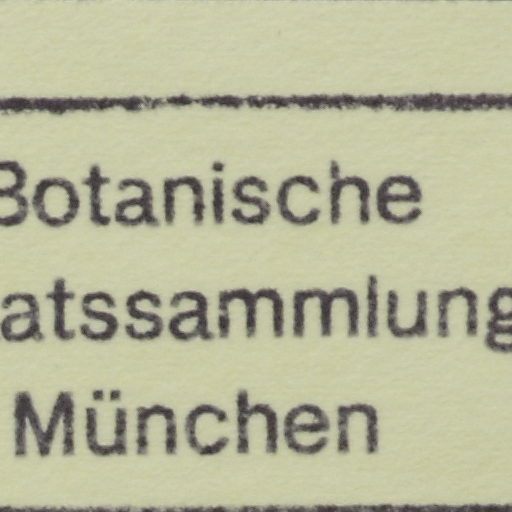 Botanische
atssammlung
München